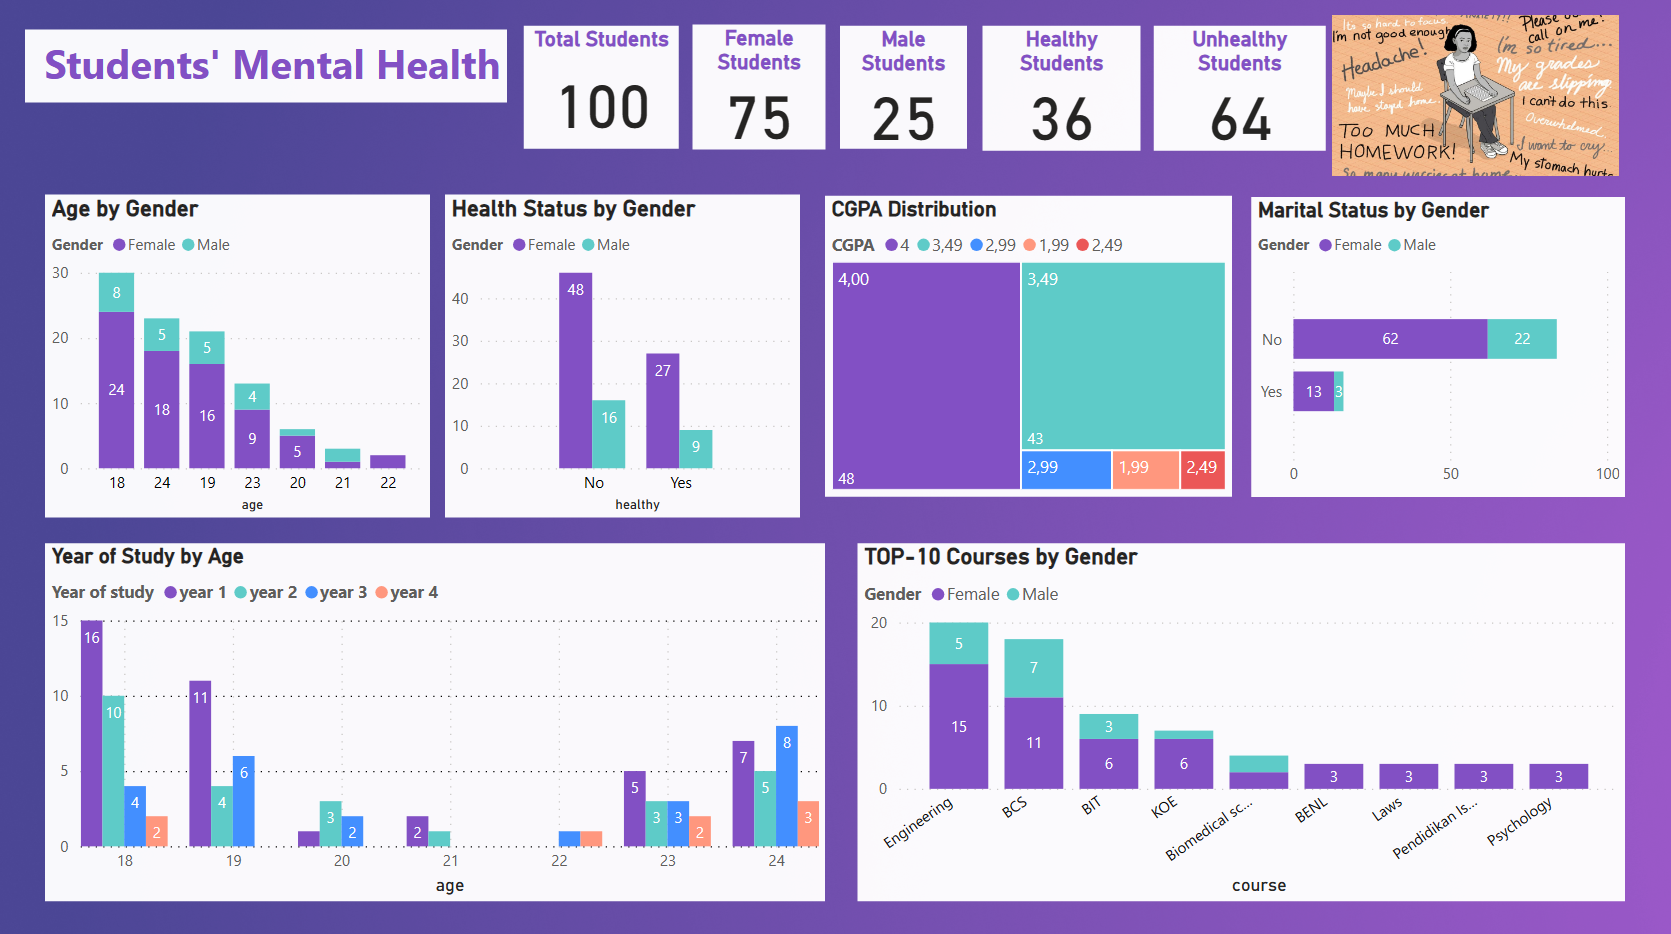 Students' Mental Health
Total Students
100
Female
Students
75
Male
Students
25
Healthy
Students
36
Unhealthy
Students
64
Its so hard to focus
I'm not good enough
Please
call on me!
Headache!
I'm so tired...
My grades
are slipping
Maybe I should
have stayed home.
I can't do this
Overwhelmed
TOO MUCH
HOMEWORK!
I want to cry...
My stomach hurts
So many worries at home
Age by Gender
Gender Female Male
30
20
10
0
8
24
5
18
5
16
4
9
5
18 24 19 23 20 21 22
age
Health Status by Gender
Gender Female Male
40
30
20
10
0
48
16
27
9
No Yes
healthy
CGPA Distribution
CGPA 4 3,49 2,99 1,99 2,49
4,00
48
3,49
43
2,99
1,99
2,49
Marital Status by Gender
Gender Female Male
No 62 22
Yes 13 3
0 50 100
Year of Study by Age
Year of study year 1 year 2 year 3 year 4
15
10
5
0
16
10
4
2
11
4
6
3
2
2
5
3
3
2
7
5
8
3
18 19 20 21 22 23 24
age
TOP-10 Courses by Gender
Gender Female Male
20
10
0
5
15
7
11
3
6
6
3
3
3
3
Engineering
BCS
BIT
KOE
Biomedical sc...
BENL
Laws
Pendidikan Is...
Psychology
course